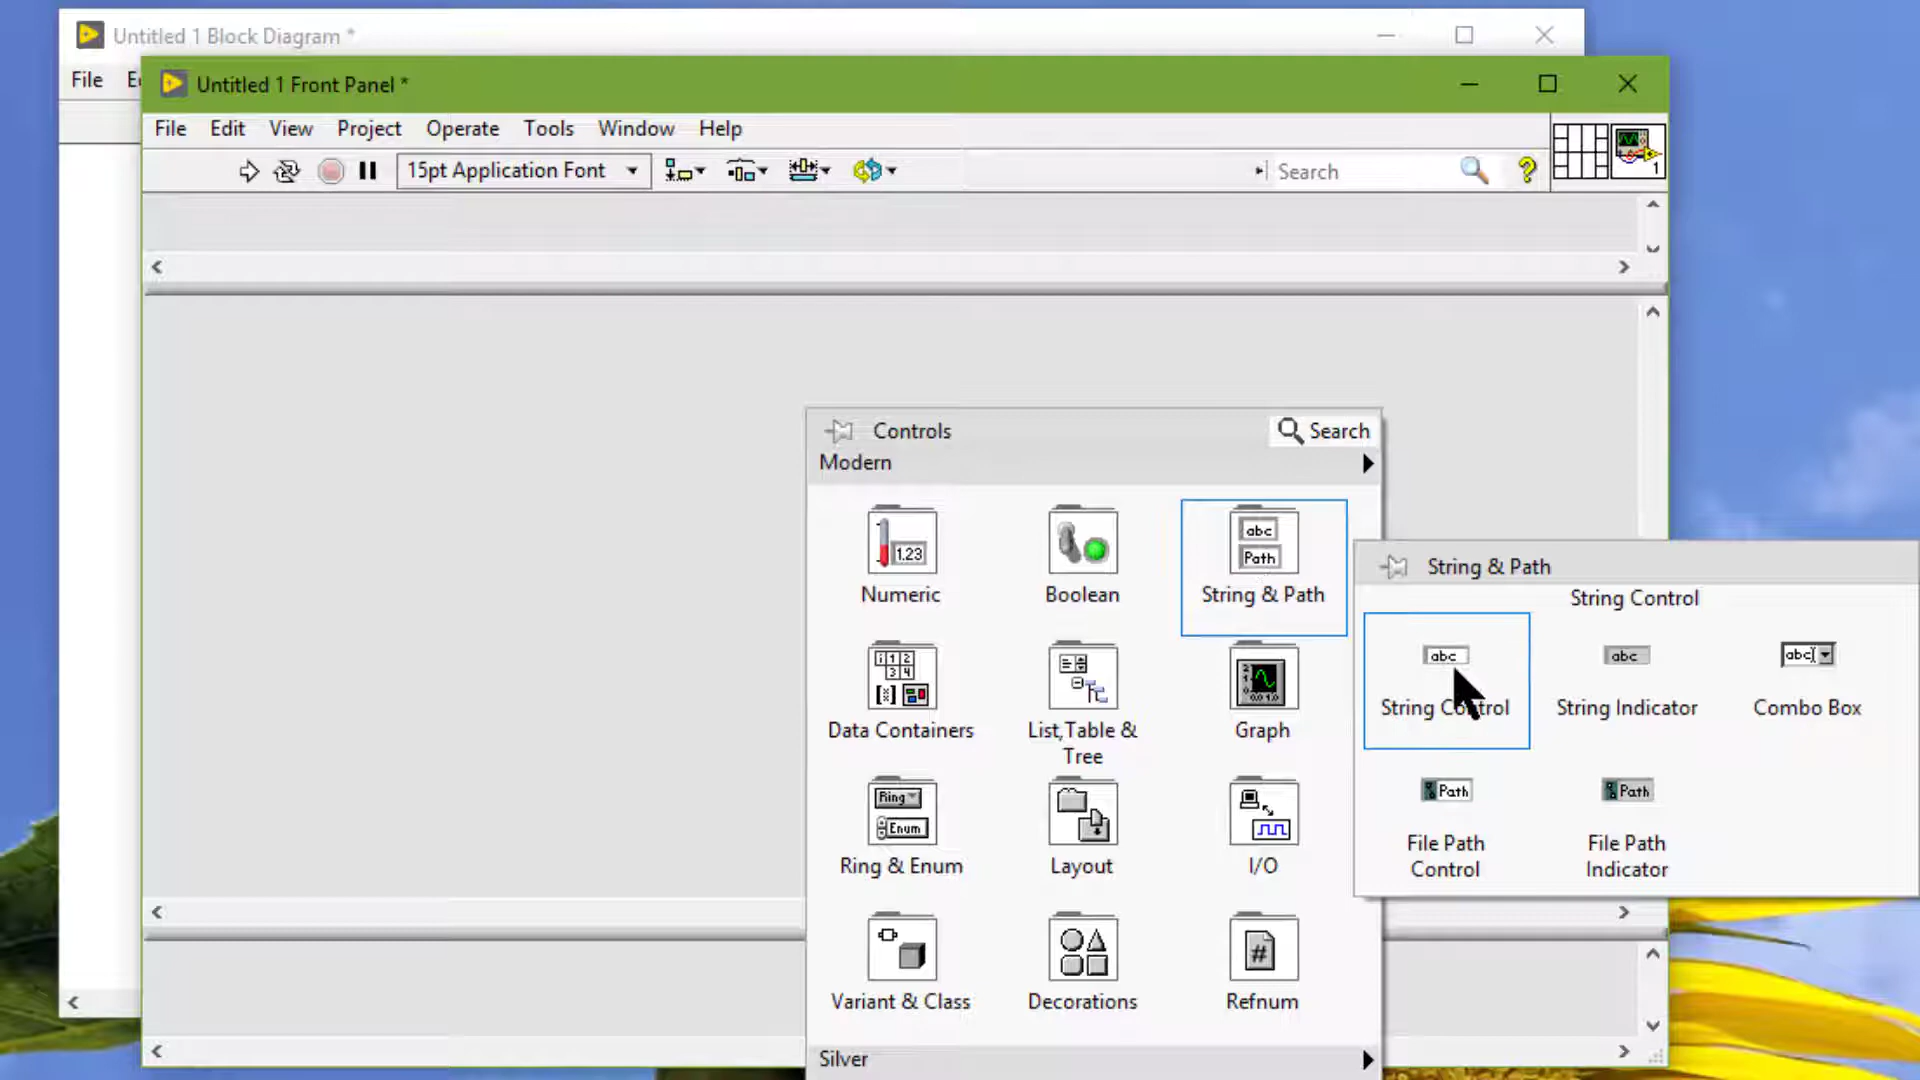 Untitled 1 Block Diagram *
File
Untitled 1 Front Panel *
File Edit View Project Operate Tools Window Help
15pt Application Font
Search
1
Controls
Search
Modern
1.23
Numeric
Boolean
abc
Path
String & Path
Data Containers
List,Table &
Tree
Graph
Ring
Enum
Ring & Enum
Layout
I/O
#
Variant & Class
Decorations
Refnum
Silver
String & Path
String Control
abc
abc
abc
String Control
String Indicator
Combo Box
Path
Path
File Path
Control
File Path
Indicator